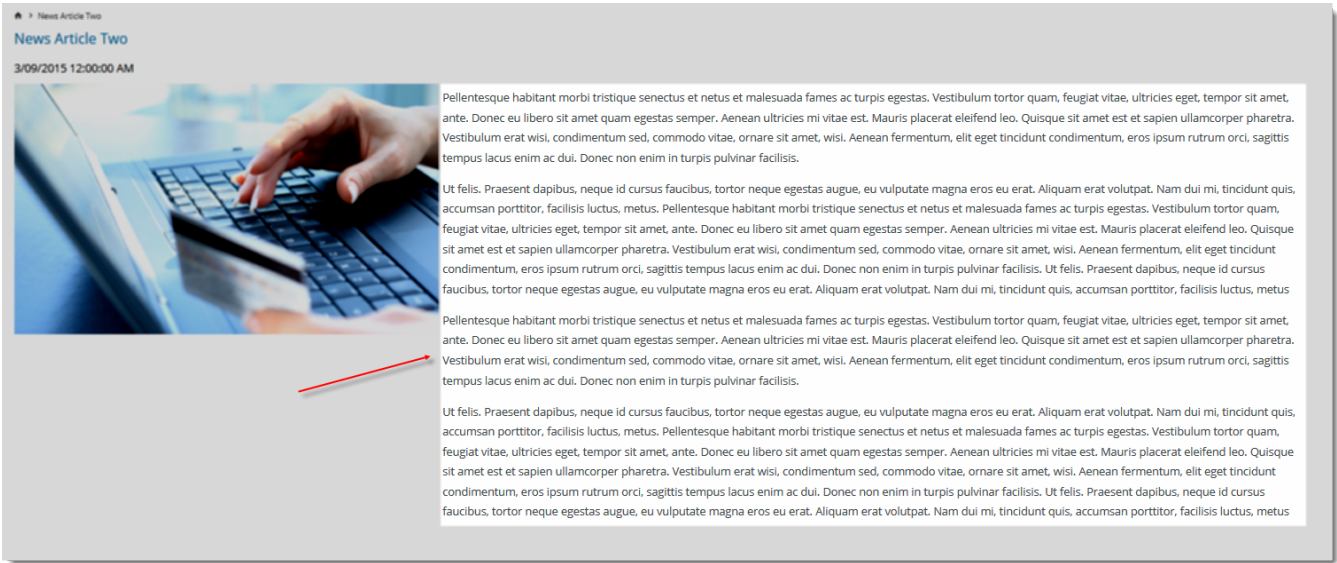 > News Article Two
News Article Two
3/09/2015 12:00:00 AM
Pellentesque habitant morbi tristique senectus et netus et malesuada fames ac turpis egestas. Vestibulum tortor quam, feugiat vitae, ultricies eget, tempor sit amet,
ante. Donec eu libero sit amet quam egestas semper. Aenean ultricies mi vitae est. Mauris placerat eleifend leo. Quisque sit amet est et sapien ullamcorper pharetra.
Vestibulum erat wisi, condimentum sed, commodo vitae, ornare sit amet, wisi. Aenean fermentum, elit eget tincidunt condimentum, eros ipsum rutrum orci, sagittis
tempus lacus enim ac dui. Donec non enim in turpis pulvinar facilisis.
Ut felis. Praesent dapibus, neque id cursus faucibus, tortor neque egestas augue, eu vulputate magna eros eu erat. Aliquam erat volutpat. Nam dui mi, tincidunt quis,
accumsan porttitor, facilisis luctus, metus. Pellentesque habitant morbi tristique senectus et netus et malesuada fames ac turpis egestas. Vestibulum tortor quam,
feugiat vitae, ultricies eget, tempor sit amet, ante. Donec eu libero sit amet quam egestas semper. Aenean ultricies mi vitae est. Mauris placerat eleifend leo. Quisque
sit amet est et sapien ullamcorper pharetra. Vestibulum erat wisi, condimentum sed, commodo vitae, ornare sit amet, wisi. Aenean fermentum, elit eget tincidunt
condimentum, eros ipsum rutrum orci, sagittis tempus lacus enim ac dui. Donec non enim in turpis pulvinar facilisis. Ut felis. Praesent dapibus, neque id cursus
faucibus, tortor neque egestas augue, eu vulputate magna eros eu erat. Aliquam erat volutpat. Nam dui mi, tincidunt quis, accumsan porttitor, facilisis luctus, metus
Pellentesque habitant morbi tristique senectus et netus et malesuada fames ac turpis egestas. Vestibulum tortor quam, feugiat vitae, ultricies eget, tempor sit amet,
ante. Donec eu libero sit amet quam egestas semper. Aenean ultricies mi vitae est. Mauris placerat eleifend leo. Quisque sit amet est et sapien ullamcorper pharetra.
Vestibulum erat wisi, condimentum sed, commodo vitae, ornare sit amet, wisi. Aenean fermentum, elit eget tincidunt condimentum, eros ipsum rutrum orci, sagittis
tempus lacus enim ac dui. Donec non enim in turpis pulvinar facilisis.
Ut felis. Praesent dapibus, neque id cursus faucibus, tortor neque egestas augue, eu vulputate magna eros eu erat. Aliquam erat volutpat. Nam dui mi, tincidunt quis,
accumsan porttitor, facilisis luctus, metus. Pellentesque habitant morbi tristique senectus et netus et malesuada fames ac turpis egestas. Vestibulum tortor quam,
feugiat vitae, ultricies eget, tempor sit amet, ante. Donec eu libero sit amet quam egestas semper. Aenean ultricies mi vitae est. Mauris placerat eleifend leo. Quisque
sit amet est et sapien ullamcorper pharetra. Vestibulum erat wisi, condimentum sed, commodo vitae, ornare sit amet, wisi. Aenean fermentum, elit eget tincidunt
condimentum, eros ipsum rutrum orci, sagittis tempus lacus enim ac dui. Donec non enim in turpis pulvinar facilisis. Ut felis. Praesent dapibus, neque id cursus
faucibus, tortor neque egestas augue, eu vulputate magna eros eu erat. Aliquam erat volutpat. Nam dui mi, tincidunt quis, accumsan porttitor, facilisis luctus, metus